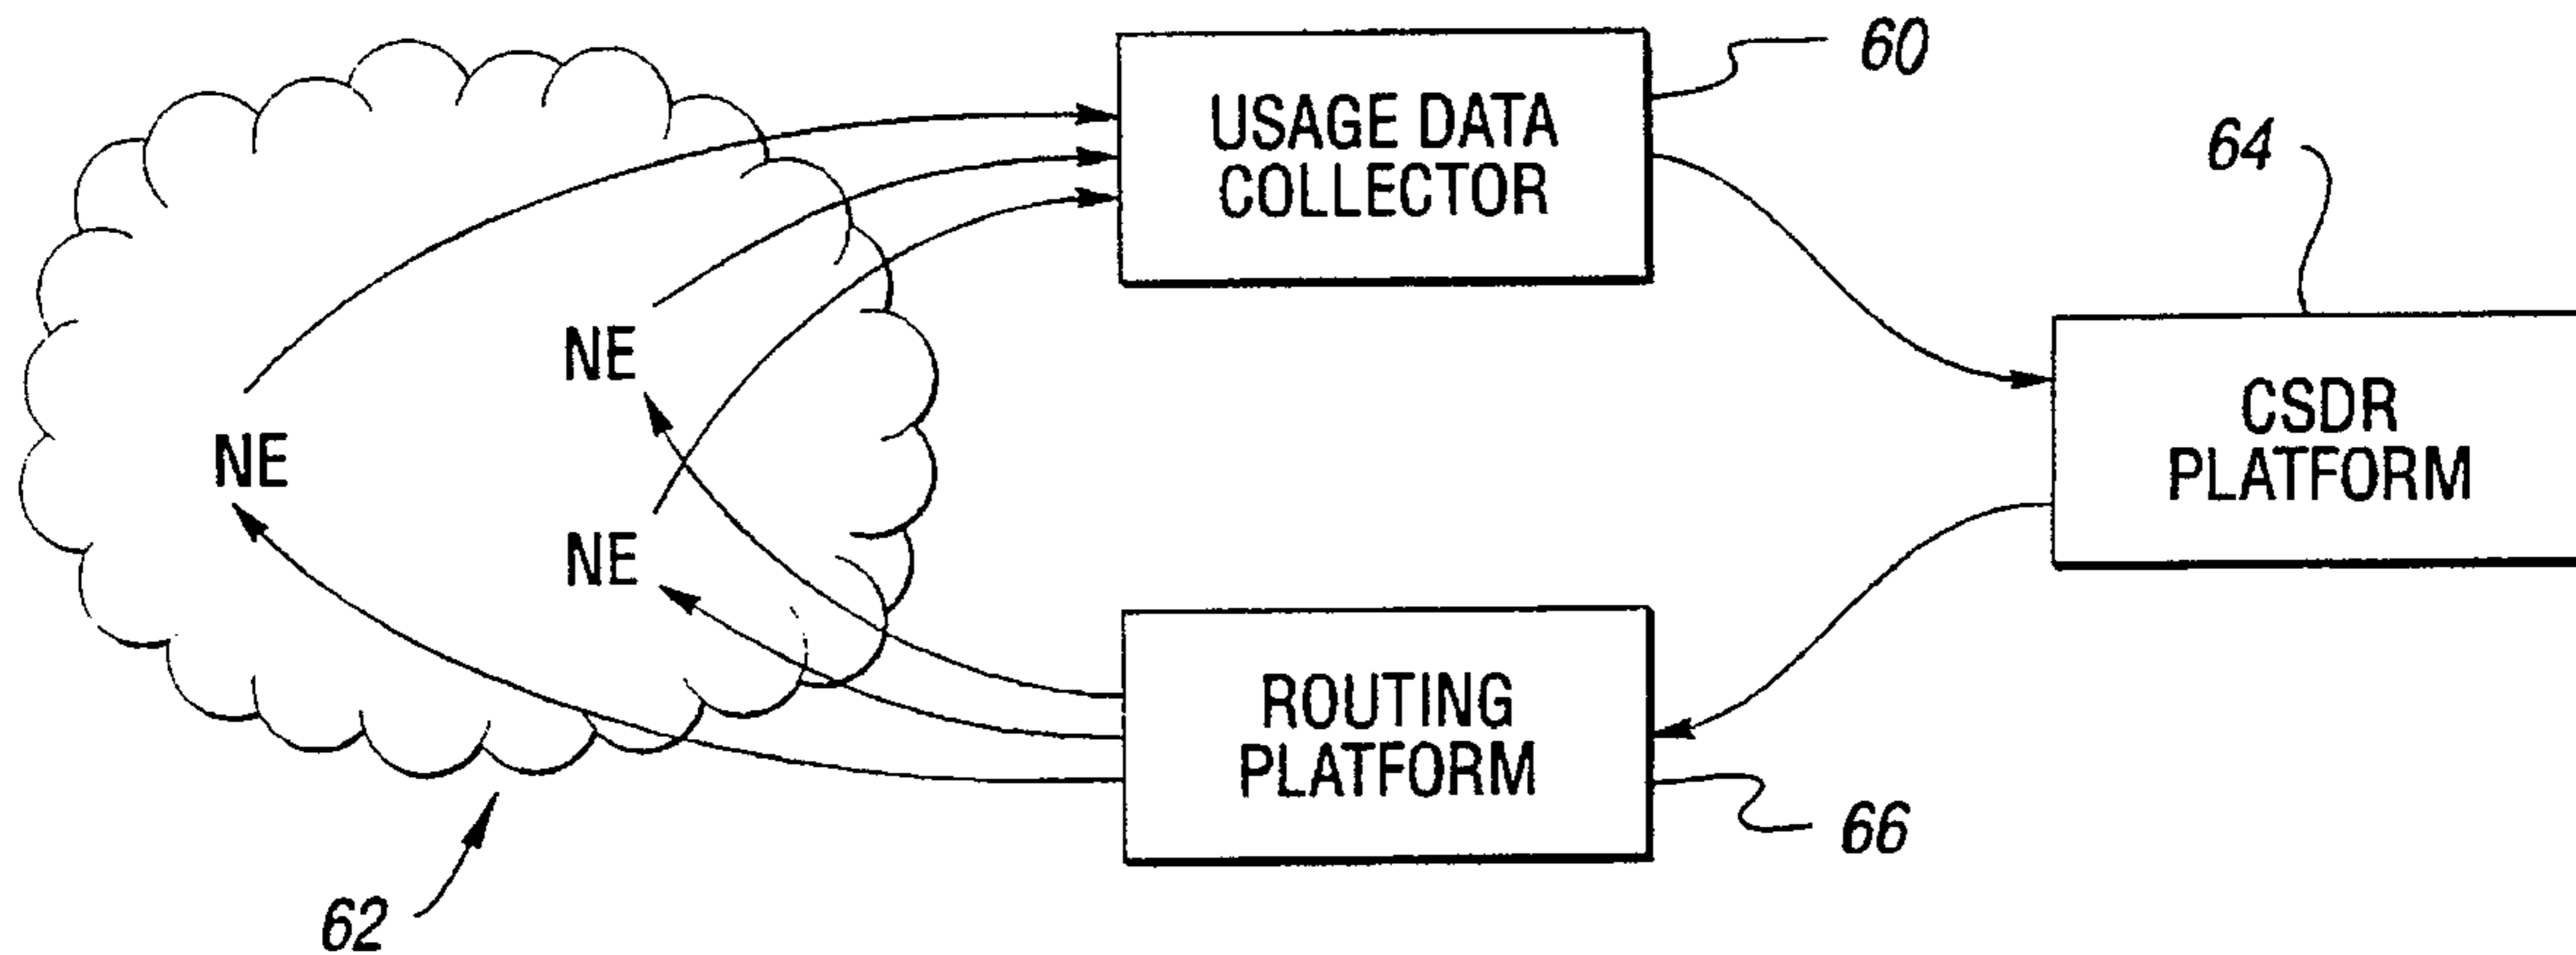 60
USAGE DATA
COLLECTOR
64
NE
CSDR
PLATFORM
NE
NE
ROUTING
PLATFORM
66
62